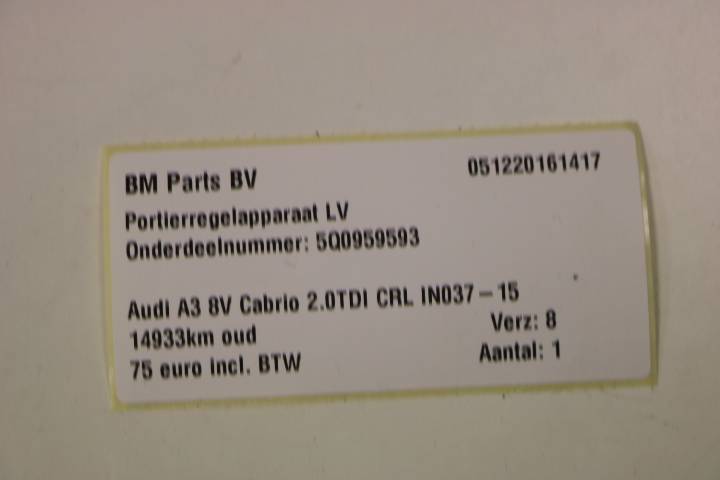 BM Parts BV 051220161417
Portierregelapparaat LV
Onderdeelnummer: 5Q0959593
Audi A3 8V Cabrio 2.0TDI CRL IN037-15
14933km oud Verz: 8
75 euro incl. BTW Aantal: 1